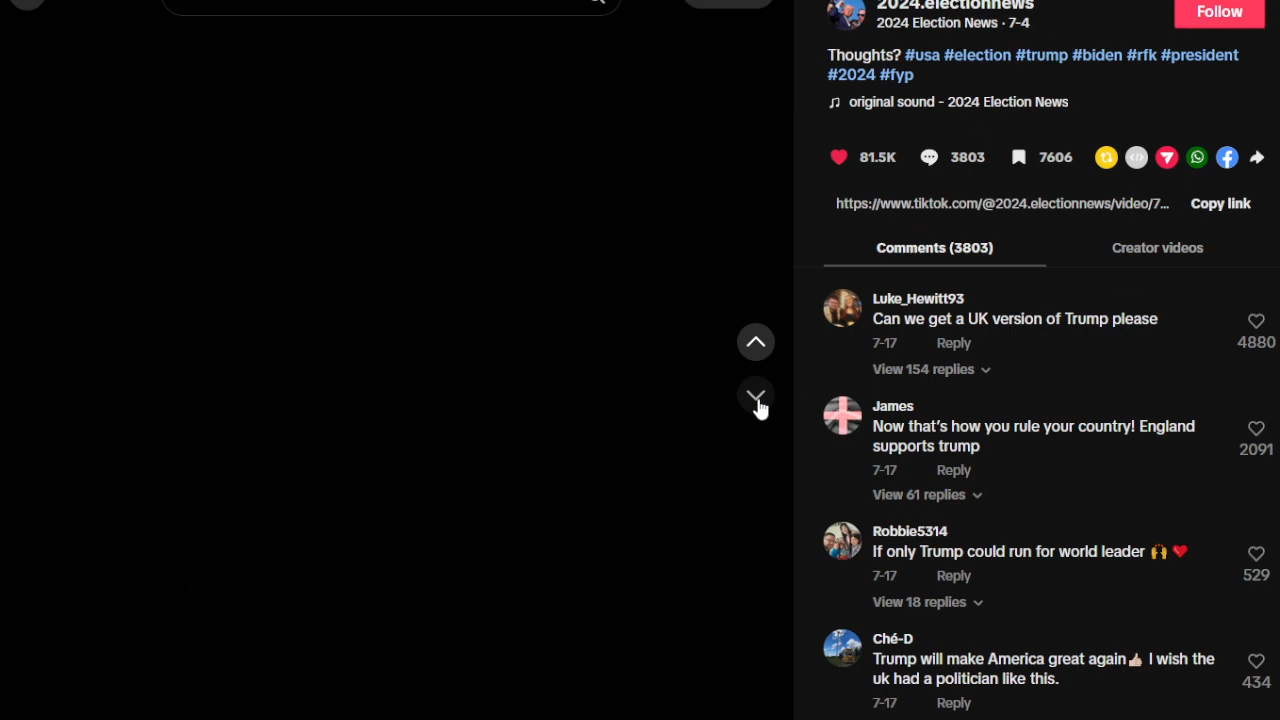 2024.electionnews
2024 Election News · 7-4
Follow
Thoughts? #usa #election #trump #biden #rfk #president
#2024 #fyp
original sound - 2024 Election News
81.5K
3803
7606
https://www.tiktok.com/@2024.electionnews/video/7...
Copy link
Comments (3803)
Creator videos
Luke_Hewitt93
Can we get a UK version of Trump please
4880
7-17 Reply
View 154 replies
James
Now that's how you rule your country! England
supports trump
2091
7-17 Reply
View 61 replies
Robbie5314
If only Trump could run for world leader 🙌 ❤️
529
7-17 Reply
View 18 replies
Ché-D
Trump will make America great again👍🏼 I wish the
uk had a politician like this.
434
7-17 Reply